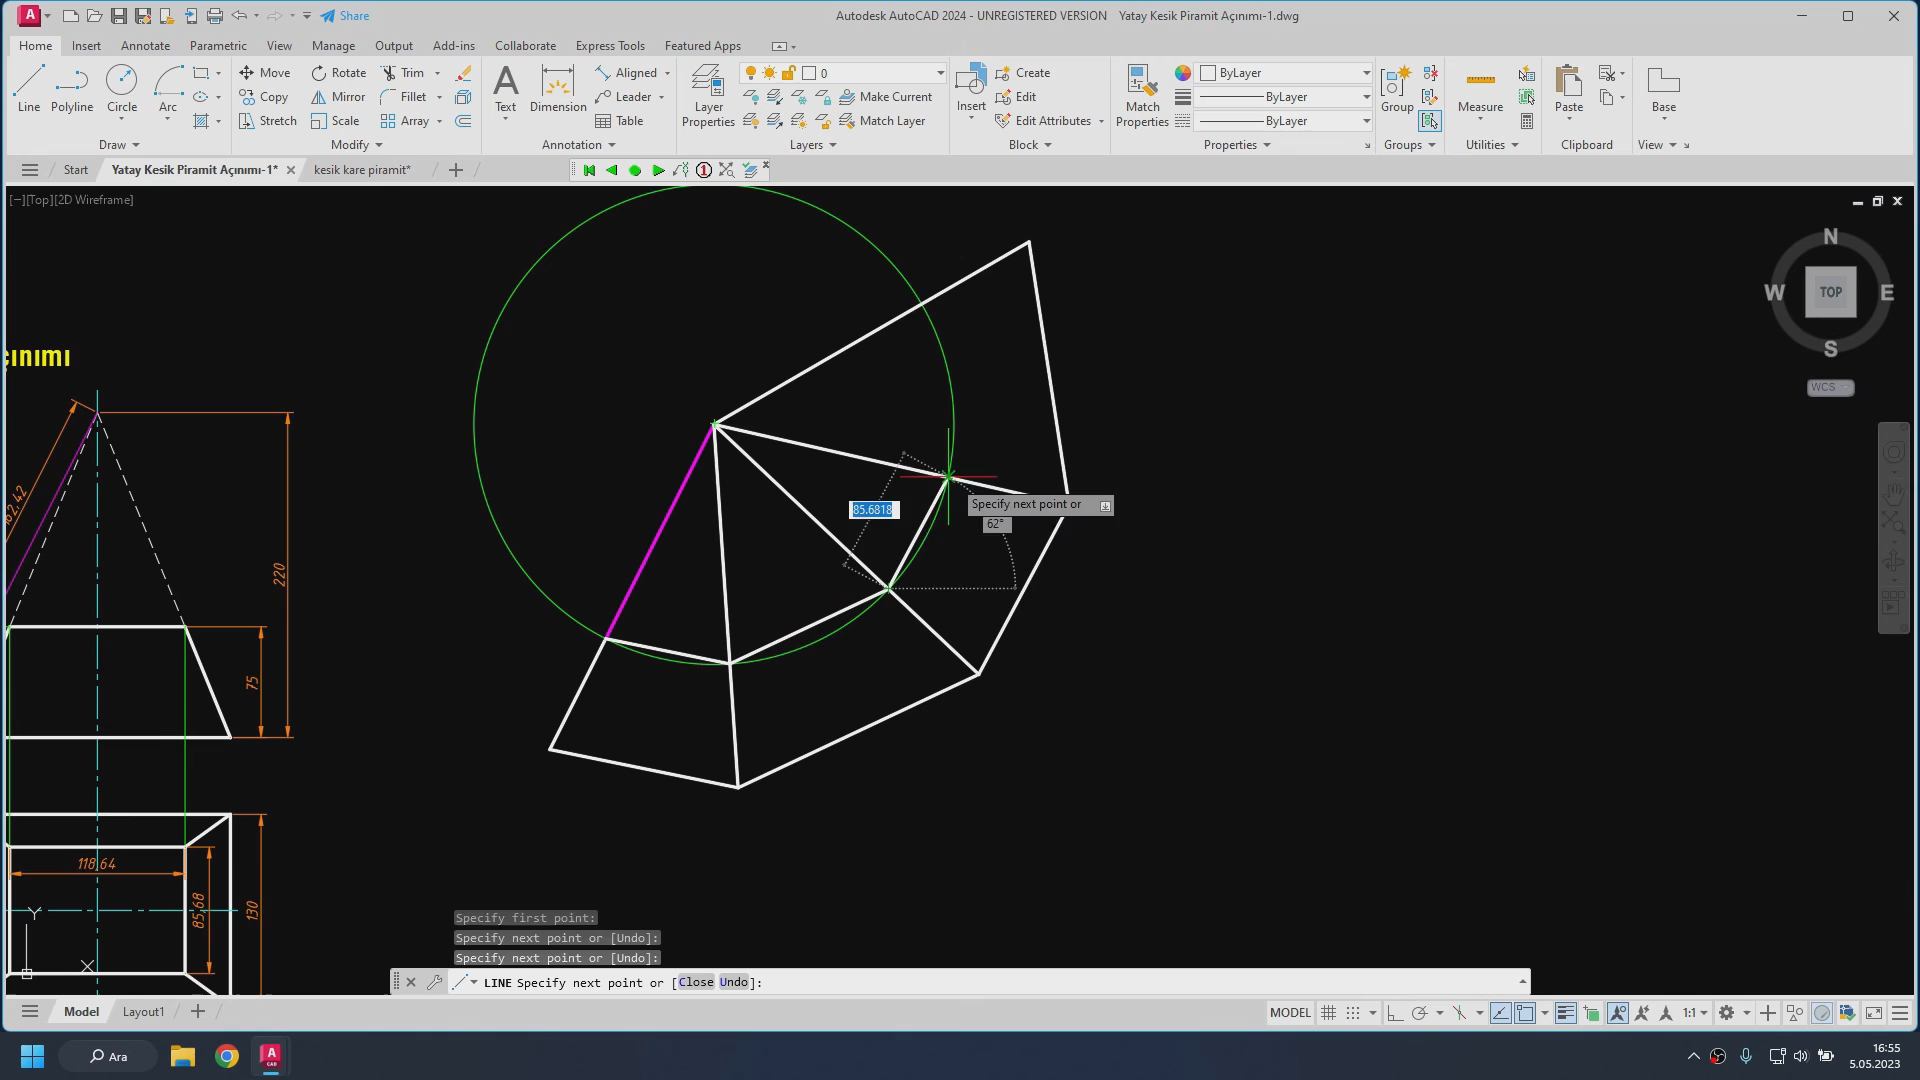 Share
Autodesk AutoCAD 2024 - UNREGISTERED VERSION Yatay Kesik Piramit Açınımı-1.dwg
Home Insert Annotate Parametric View Manage Output Add-ins Collaborate Express Tools Featured Apps
Line Polyline Circle Arc
Move Rotate Trim
Copy Mirror Fillet
Stretch Scale Array
Text Dimension
Aligned
Leader
Table
Layer Properties
0
Make Current
Match Layer
Insert
Create
Edit
Edit Attributes
Match Properties
ByLayer
ByLayer
ByLayer
Group
Measure
Paste
Base
Draw Modify Annotation Layers Block Properties Groups Utilities Clipboard View
Start Yatay Kesik Piramit Açınımı-1* kesik kare piramit*
[−][Top][2D Wireframe]
N
W TOP E
S
WCS
çınımı
220
75
118,64
85,68
130
Y
X
85.6818
Specify next point or
62°
Specify first point:
Specify next point or [Undo]:
Specify next point or [Undo]:
LINE Specify next point or [Close Undo]:
Model Layout1
MODEL 1:1
Ara
16:55
5.05.2023